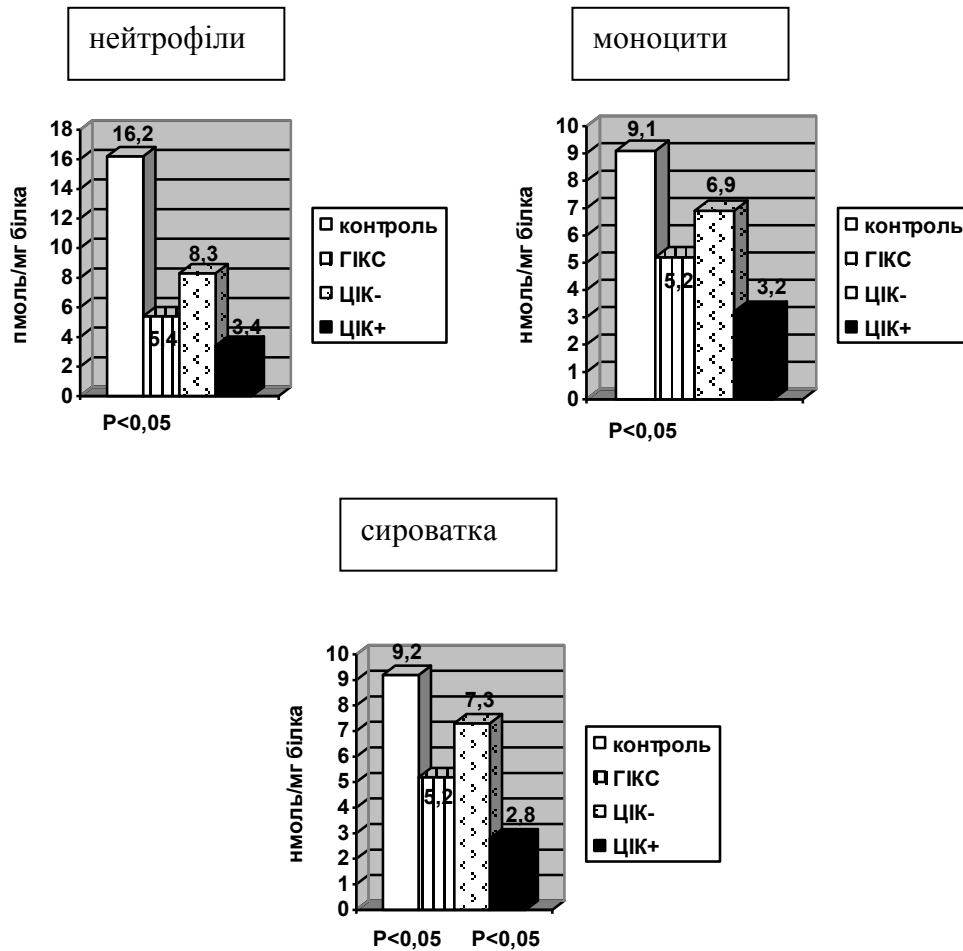 нейтрофіли
моноцити
пмоль/мг білка
18
16
14
12
10
8
6
4
2
0
16,2
5 4
8,3
3,4
P<0,05
контроль
ГІКС
ЦІК-
ЦІК+
нмоль/мг білка
10
9
8
7
6
5
4
3
2
1
0
9,1
5,2
6,9
3,2
P<0,05
контроль
ГІКС
ЦІК-
ЦІК+
сироватка
нмоль/мг білка
10
9
8
7
6
5
4
3
2
1
0
9,2
5,2
7,3
2,8
P<0,05 P<0,05
контроль
ГІКС
ЦІК-
ЦІК+